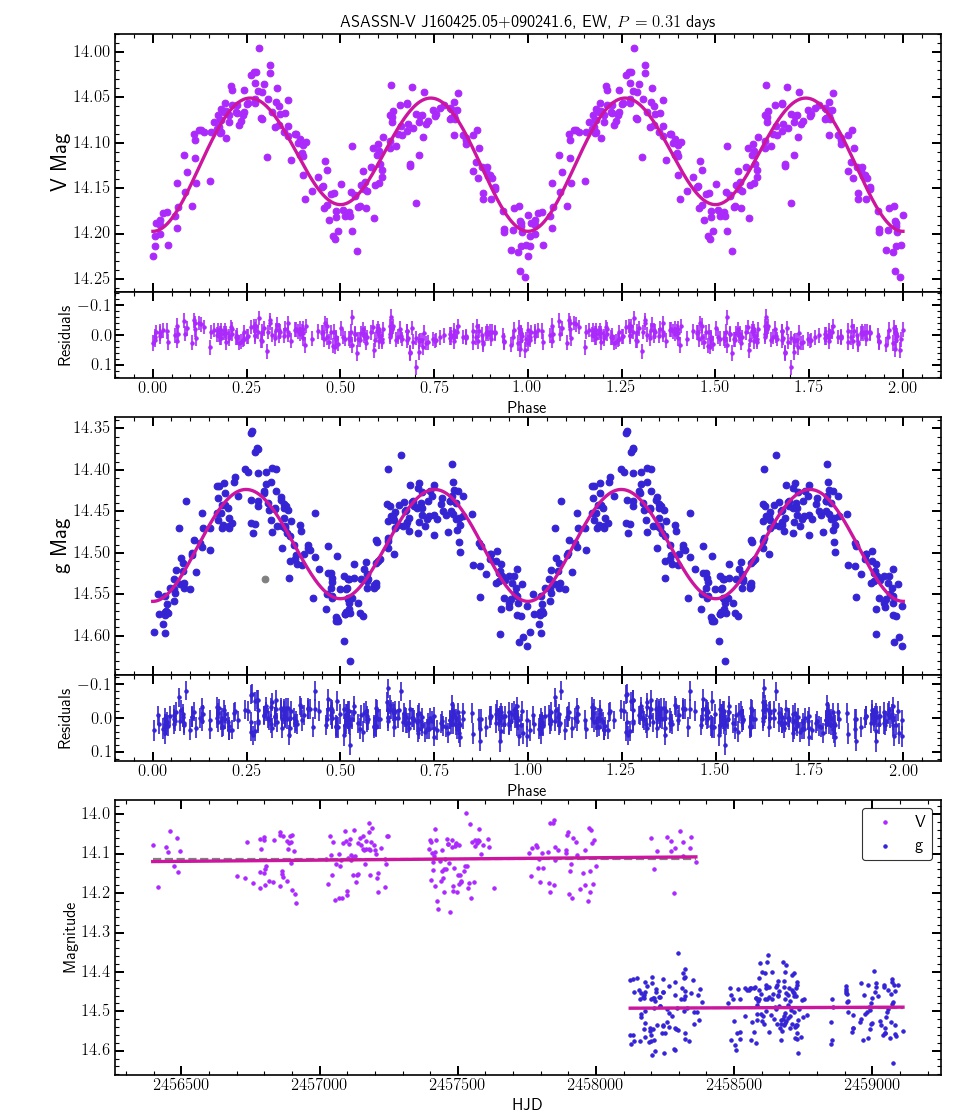 ASASSN-V J160425.05+090241.6, EW, P = 0.31 days
14.00
14.05
14.10
14.15
14.20
14.25
V Mag
−0.1
0.0
0.1
Residuals
0.00 0.25 0.50 0.75 1.00 1.25 1.50 1.75 2.00
Phase
14.35
14.40
14.45
14.50
14.55
14.60
g Mag
−0.1
0.0
0.1
Residuals
0.00 0.25 0.50 0.75 1.00 1.25 1.50 1.75 2.00
Phase
14.0
14.1
14.2
14.3
14.4
14.5
14.6
Magnitude
V
g
2456500 2457000 2457500 2458000 2458500 2459000
HJD